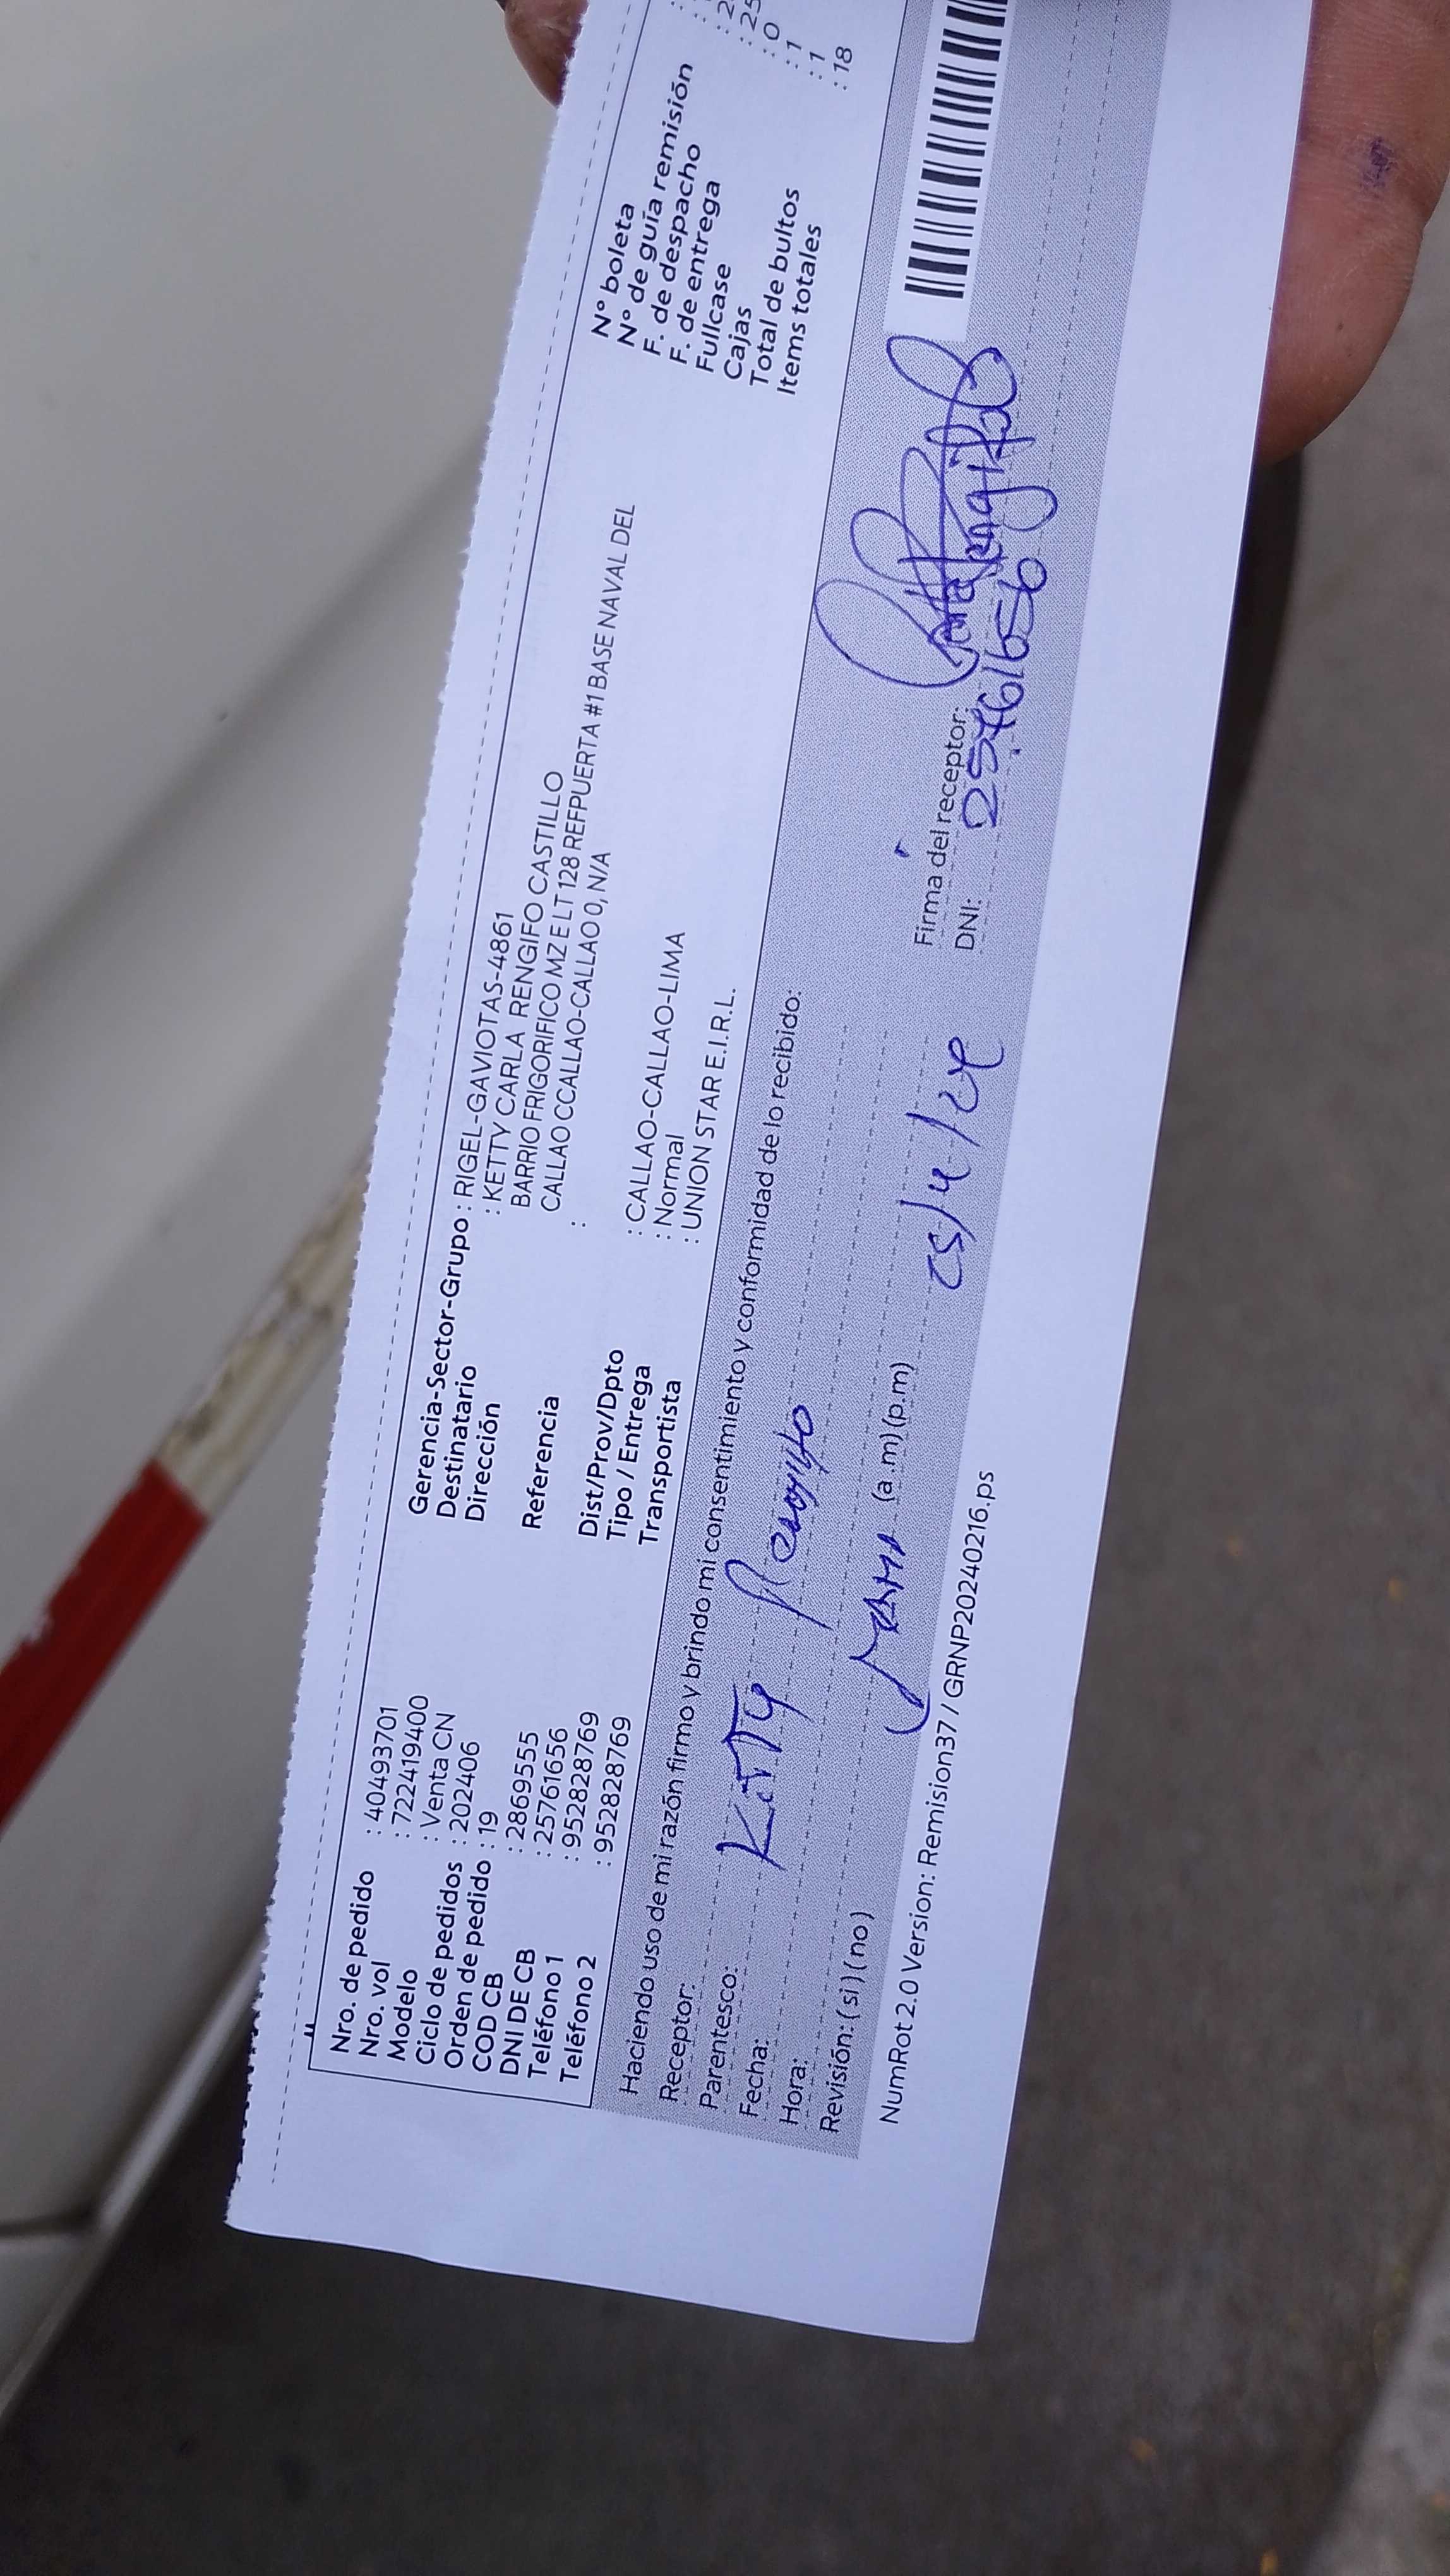 Nro. de pedido : 40493701
Nro. vol : 722419400
Modelo : Venta CN
Ciclo de pedidos : 202406
Orden de pedido : 19
COD CB : 2869555
DNI DE CB : 25761656
Teléfono 1 : 952828769
Teléfono 2 : 952828769
Gerencia-Sector-Grupo : RIGEL-GAVIOTAS-4861
Destinatario : KETTY CARLA RENGIFO CASTILLO
Dirección BARRIO FRIGORIFICO MZ E LT 128 REFPUERTA #1 BASE NAVAL DEL
CALLAO CCALLAO-CALLAO 0, N/A
Referencia :
Dist/Prov/Dpto : CALLAO-CALLAO-LIMA
Tipo / Entrega : Normal
Transportista : UNION STAR E.I.R.L.
N° boleta :
N° de guía remisión :
F. de despacho : 2
F. de entrega : 25
Fullcase : 0
Cajas : 1
Total de bultos : 1
Items totales : 18
Haciendo uso de mi razón firmo y brindo mi consentimiento y conformidad de lo recibido:
Receptor:
Parentesco: Ketty
Fecha:
Hora: (a.m)(p.m)
Revisión: ( si ) ( no )
Firma del receptor:
DNI: 25761656
NumRot 2.0 Version: Remision37 / GRNP20240216.ps